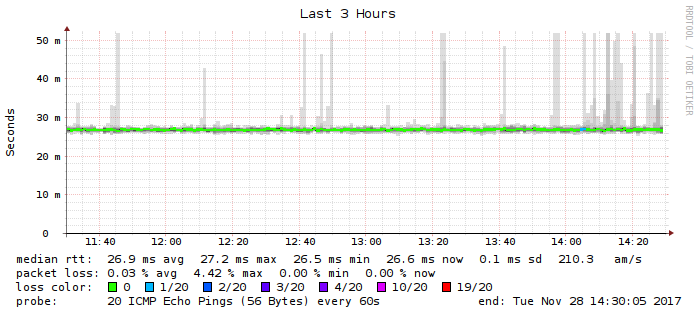 Last 3 Hours
RRDTOOL / TOBI OETIKER
Seconds
50 m
40 m
30 m
20 m
10 m
0
11:40 12:00 12:20 12:40 13:00 13:20 13:40 14:00 14:20
median rtt: 26.9 ms avg 27.2 ms max 26.5 ms min 26.6 ms now 0.1 ms sd 210.3 am/s
packet loss: 0.03 % avg 4.42 % max 0.00 % min 0.00 % now
loss color: 0 1/20 2/20 3/20 4/20 10/20 19/20
probe: 20 ICMP Echo Pings (56 Bytes) every 60s end: Tue Nov 28 14:30:05 2017